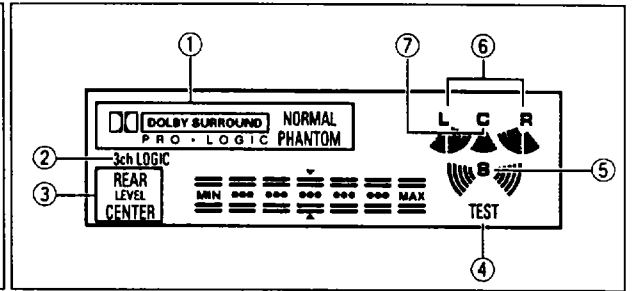 ① ⑦ ⑥
L C R
DOLBY SURROUND NORMAL
PRO • LOGIC PHANTOM
② 3ch LOGIC
S ⑤
③ REAR
LEVEL
CENTER
MIN MAX
TEST
④